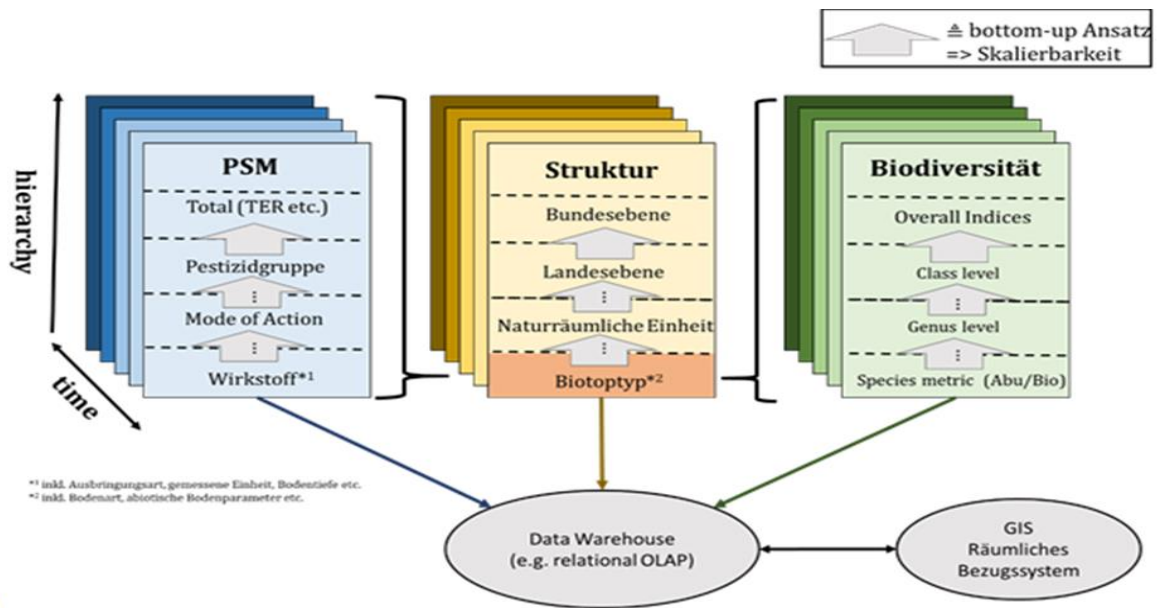 ≙ bottom-up Ansatz
=> Skalierbarkeit
hierarchy
time
PSM
Total (TER etc.)
Pestizidgruppe
Mode of Action
Wirkstoff*1
Struktur
Bundesebene
Landesebene
Naturräumliche Einheit
Biotoptyp*2
Biodiversität
Overall Indices
Class level
Genus level
Species metric (Abu/Bio)
*1 inkl. Ausbringungsart, gemessene Einheit, Bodentiefe etc.
*2 inkl. Bodenart, abiotische Bodenparameter etc.
Data Warehouse
(e.g. relational OLAP)
GIS
Räumliches
Bezugssystem